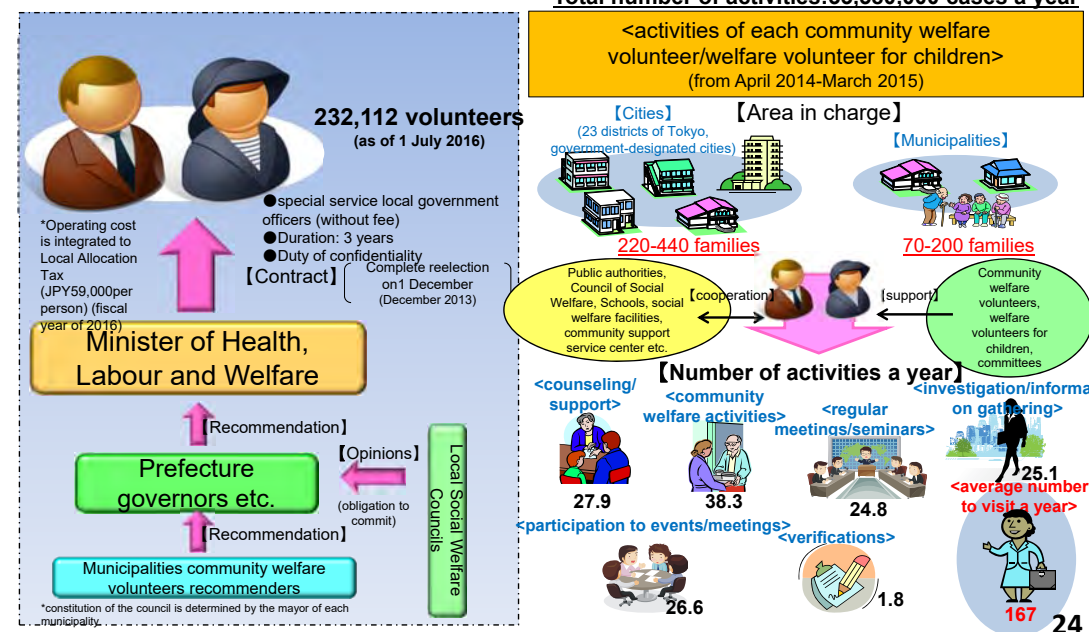 232,112 volunteers
(as of 1 July 2016)
●special service local government
officers (without fee)
●Duration: 3 years
●Duty of confidentiality
*Operating cost
is integrated to
Local Allocation
Tax
(JPY59,000per
person) (fiscal
year of 2016)
【Contract】
Complete reelection
on1 December
(December 2013)
Minister of Health,
Labour and Welfare
【Recommendation】
Prefecture
governors etc.
【Opinions】
(obligation to
commit)
Local Social Welfare
Councils
【Recommendation】
Municipalities community welfare
volunteers recommenders
*constitution of the council is determined by the mayor of each
municipality
<activities of each community welfare
volunteer/welfare volunteer for children>
(from April 2014-March 2015)
【Area in charge】
【Cities】
(23 districts of Tokyo,
government-designated cities)
【Municipalities】
220-440 families
70-200 families
Public authorities,
Council of Social
Welfare, Schools, social
welfare facilities,
community support
service center etc.
【cooperation】
【support】
Community
welfare
volunteers,
welfare
volunteers for
children,
committees
【Number of activities a year】
<counseling/
support>
27.9
<community
welfare activities>
38.3
<regular
meetings/seminars>
24.8
<investigation/informa
on gathering>
25.1
<participation to events/meetings>
26.6
<verifications>
1.8
<average number
to visit a year>
167
24